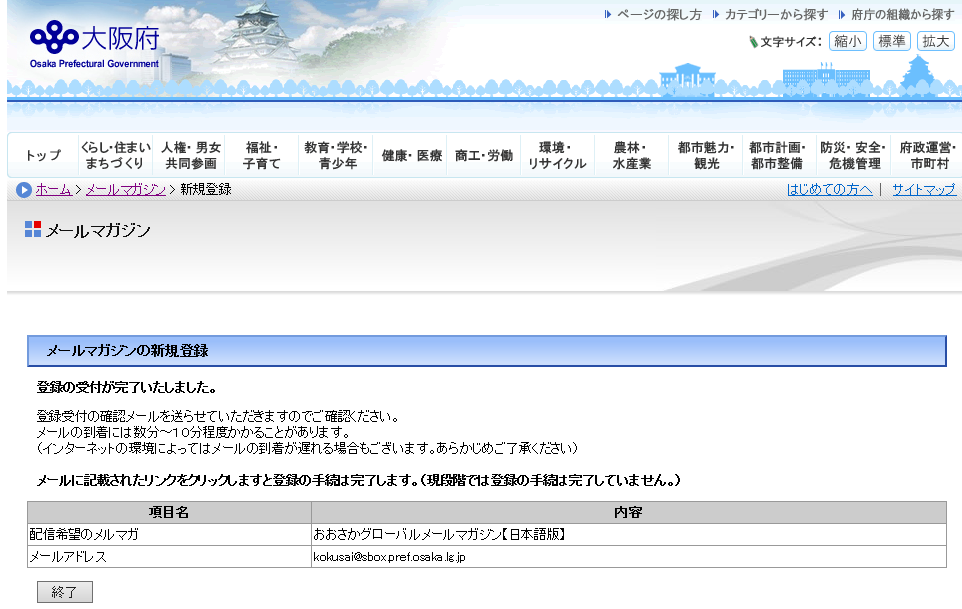 ページの探し方 カテゴリーから探す 府庁の組織から探す
大阪府
Osaka Prefectural Government
文字サイズ: 縮小 標準 拡大
トップ
くらし・住まい
まちづくり
人権・男女
共同参画
福祉・
子育て
教育・学校・
青少年
健康・医療
商工・労働
環境・
リサイクル
農林・
水産業
都市魅力・
観光
都市計画・
都市整備
防災・安全・
危機管理
府政運営・
市町村
ホーム > メールマガジン > 新規登録
はじめての方へ | サイトマップ
メールマガジン
メールマガジンの新規登録
登録の受付が完了いたしました。
登録受付の確認メールを送らせていただきますのでご確認ください。
メールの到着には数分～10分程度かかることがあります。
(インターネットの環境によってはメールの到着が遅れる場合もございます。あらかじめご了承ください)
メールに記載されたリンクをクリックしますと登録の手続は完了します。(現段階では登録の手続は完了していません。)
項目名 内容
配信希望のメルマガ おおさかグローバルメールマガジン【日本語版】
メールアドレス kokusai@sbox.pref.osaka.lg.jp
終了